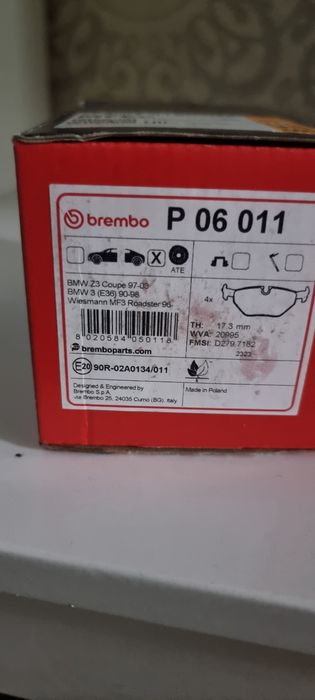 brembo P 06 011
X
ATE
BMW Z3 Coupe 97-03
BMW 3 (E36) 90-98
Wiesmann MF3 Roadster 96-
4x
8 020584 050118
TH: 17.3 mm
WVA: 20995
FMSI: D279,7182
2323
bremboparts.com
E20 90R-02A0134/011
Designed & Engineered by
Brembo S.p.A.
via Brembo 25, 24035 Curno (BG). Italy
Made in Poland